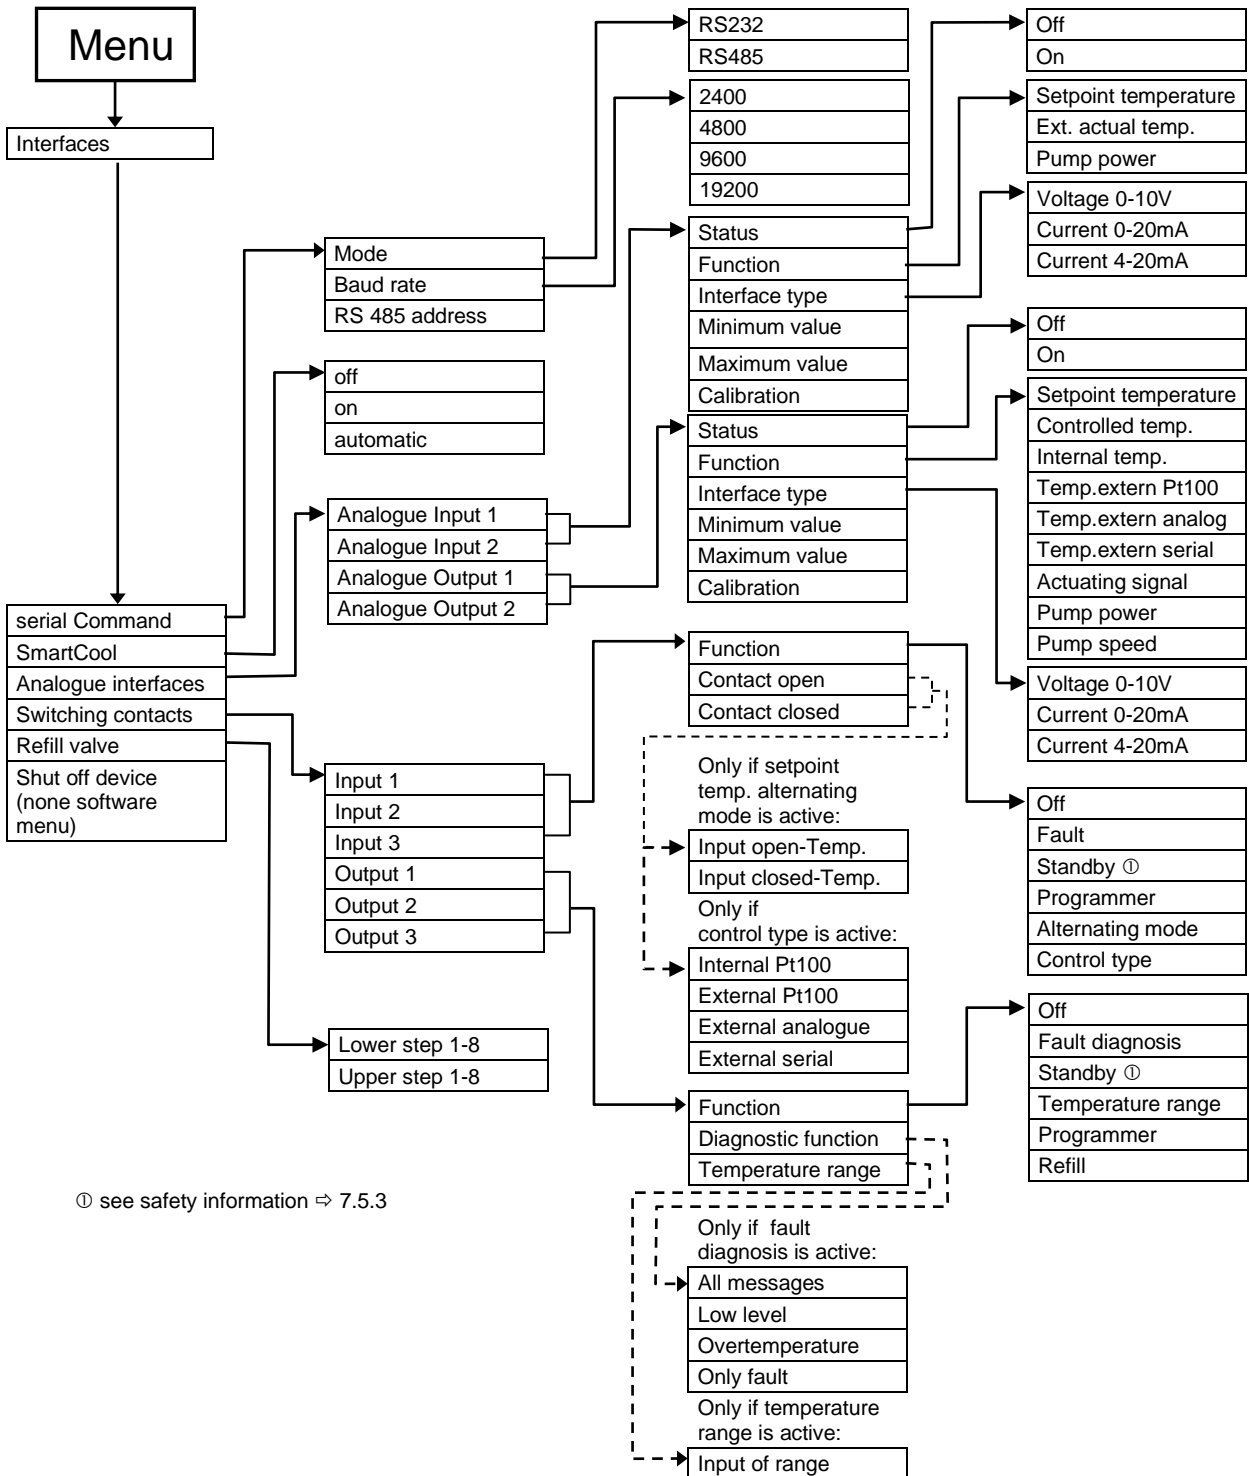 Menu
Interfaces
serial Command
SmartCool
Analogue interfaces
Switching contacts
Refill valve
Shut off device
(none software
menu)
Mode
Baud rate
RS 485 address
off
on
automatic
Analogue Input 1
Analogue Input 2
Analogue Output 1
Analogue Output 2
Input 1
Input 2
Input 3
Output 1
Output 2
Output 3
Lower step 1-8
Upper step 1-8
RS232
RS485
2400
4800
9600
19200
Status
Function
Interface type
Minimum value
Maximum value
Calibration
Status
Function
Interface type
Minimum value
Maximum value
Calibration
Function
Contact open
Contact closed
Only if setpoint
temp. alternating
mode is active:
Input open-Temp.
Input closed-Temp.
Only if
control type is active:
Internal Pt100
External Pt100
External analogue
External serial
Function
Diagnostic function
Temperature range
Only if fault
diagnosis is active:
All messages
Low level
Overtemperature
Only fault
Only if temperature
range is active:
Input of range
Off
On
Setpoint temperature
Ext. actual temp.
Pump power
Voltage 0-10V
Current 0-20mA
Current 4-20mA
Off
On
Setpoint temperature
Controlled temp.
Internal temp.
Temp.extern Pt100
Temp.extern analog
Temp.extern serial
Actuating signal
Pump power
Pump speed
Voltage 0-10V
Current 0-20mA
Current 4-20mA
Off
Fault
Standby ①
Programmer
Alternating mode
Control type
Off
Fault diagnosis
Standby ①
Temperature range
Programmer
Refill
① see safety information ⇨ 7.5.3